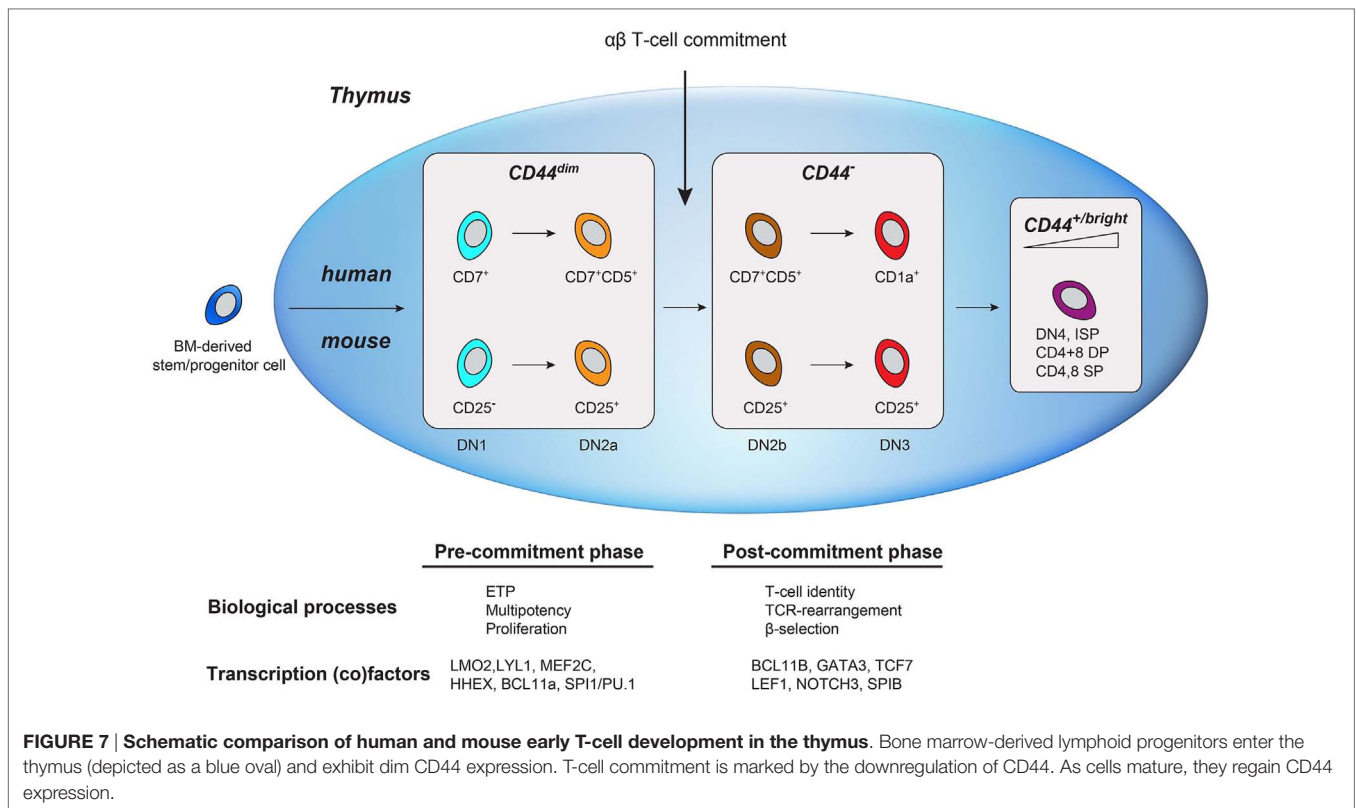 αβ T-cell commitment
Thymus
CD44dim
CD44-
CD44+/bright
CD7+
CD7+CD5+
CD7+CD5+
CD1a+
human
mouse
BM-derived
stem/progenitor cell
DN4, ISP
CD4+8 DP
CD4,8 SP
CD25-
CD25+
CD25+
CD25+
DN1
DN2a
DN2b
DN3
Pre-commitment phase
Post-commitment phase
Biological processes
ETP
Multipotency
Proliferation
T-cell identity
TCR-rearrangement
β-selection
Transcription (co)factors
LMO2,LYL1, MEF2C,
HHEX, BCL11a, SPI1/PU.1
BCL11B, GATA3, TCF7
LEF1, NOTCH3, SPIB
FIGURE 7 | Schematic comparison of human and mouse early T-cell development in the thymus. Bone marrow-derived lymphoid progenitors enter the
thymus (depicted as a blue oval) and exhibit dim CD44 expression. T-cell commitment is marked by the downregulation of CD44. As cells mature, they regain CD44
expression.